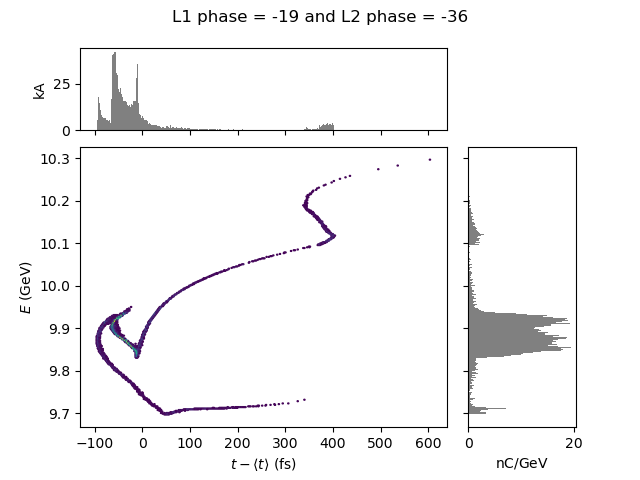 L1 phase = -19 and L2 phase = -36
kA
25
0
10.3
10.2
10.1
10.0
9.9
9.8
9.7
E (GeV)
−100 0 100 200 300 400 500 600
t − ⟨t⟩ (fs)
0 20
nC/GeV